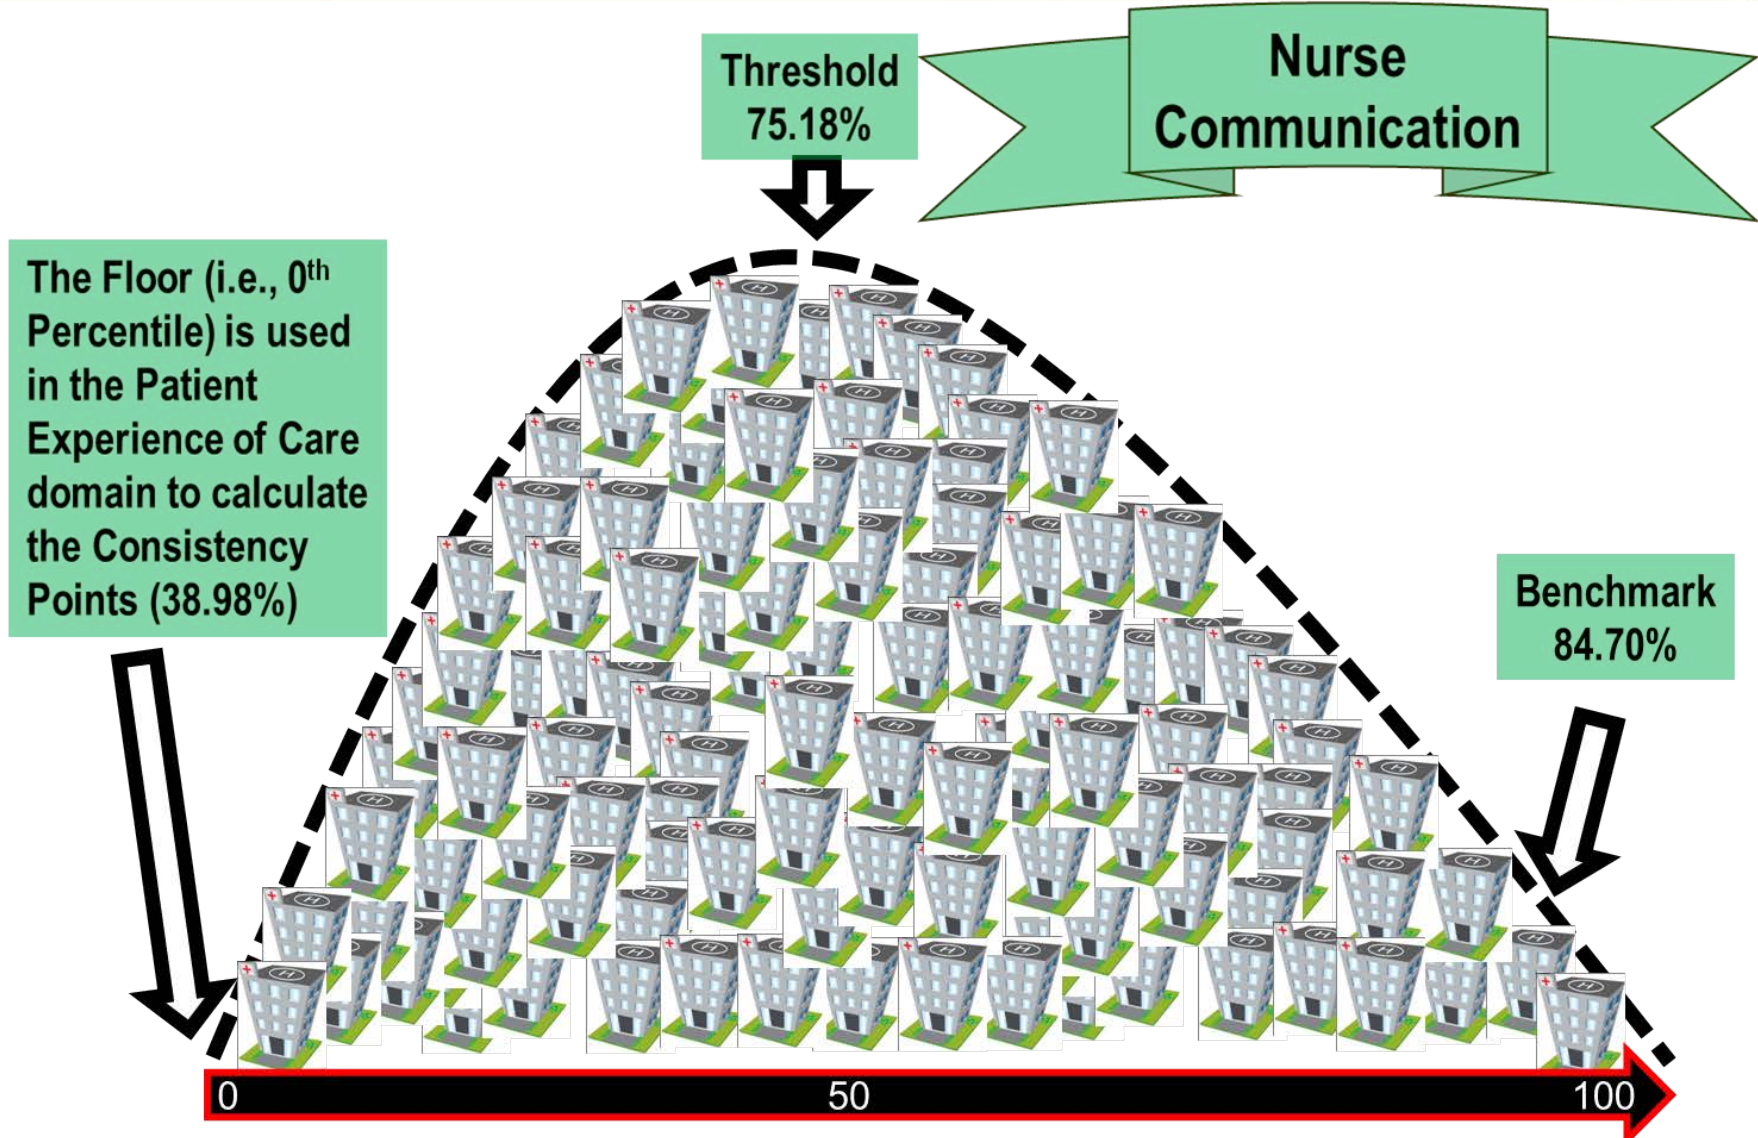 Nurse
Communication
Threshold
75.18%
The Floor (i.e., 0th
Percentile) is used
in the Patient
Experience of Care
domain to calculate
the Consistency
Points (38.98%)
Benchmark
84.70%
0 50 100